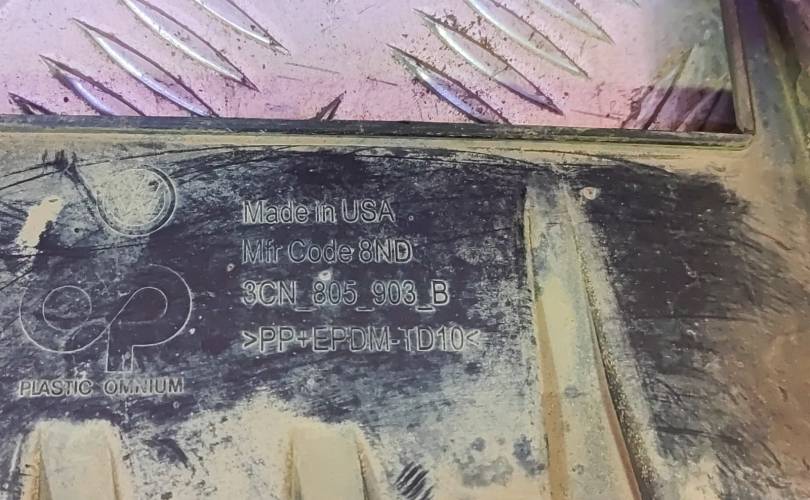 Made in USA
Mfr Code 8ND
3CN_805_903_B
>PP+EPDM-TD10<
PLASTIC OMNIUM